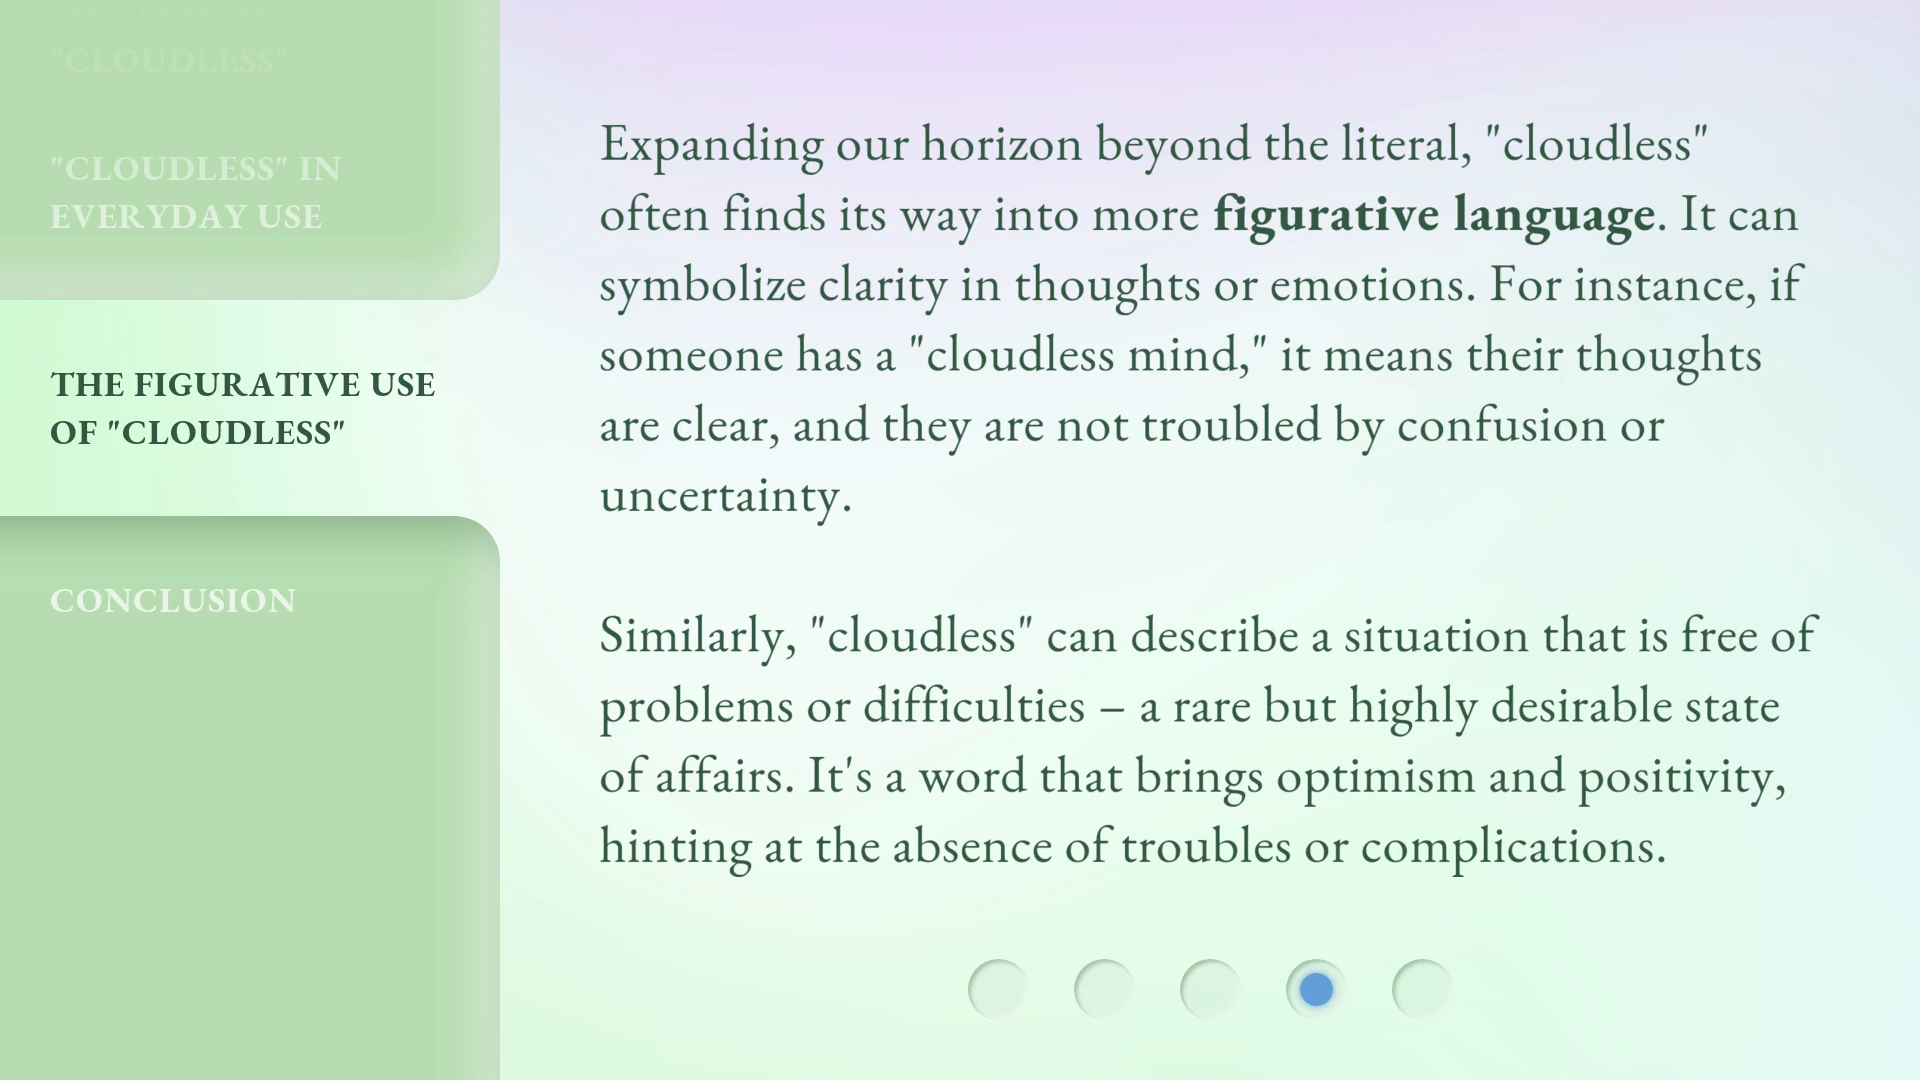 "CLOUDLESS"
"CLOUDLESS" IN
EVERYDAY USE
THE FIGURATIVE USE
OF "CLOUDLESS"
CONCLUSION
Expanding our horizon beyond the literal, "cloudless"
often finds its way into more figurative language. It can
symbolize clarity in thoughts or emotions. For instance, if
someone has a "cloudless mind," it means their thoughts
are clear, and they are not troubled by confusion or
uncertainty.
Similarly, "cloudless" can describe a situation that is free of
problems or difficulties – a rare but highly desirable state
of affairs. It's a word that brings optimism and positivity,
hinting at the absence of troubles or complications.